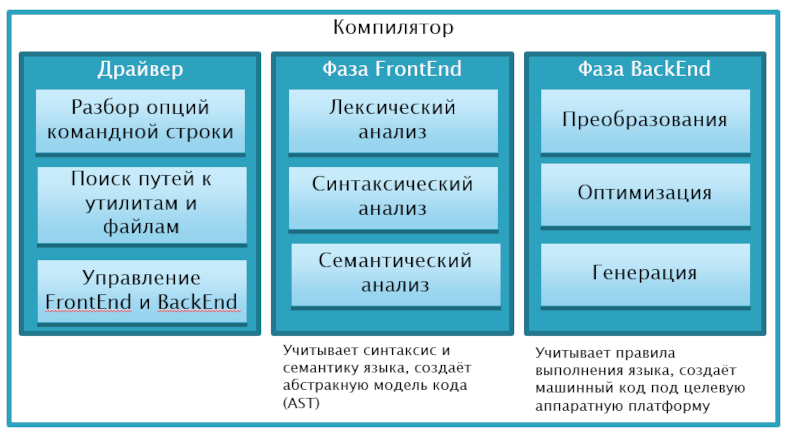 Компилятор
Драйвер
Разбор опций
командной строки
Поиск путей к
утилитам и
файлам
Управление
FrontEnd и BackEnd
Фаза FrontEnd
Лексический
анализ
Синтаксический
анализ
Семантический
анализ
Учитывает синтаксис и
семантику языка, создаёт
абстракную модель кода
(AST)
Фаза BackEnd
Преобразования
Оптимизация
Генерация
Учитывает правила
выполнения языка, создаёт
машинный код под целевую
аппаратную платформу